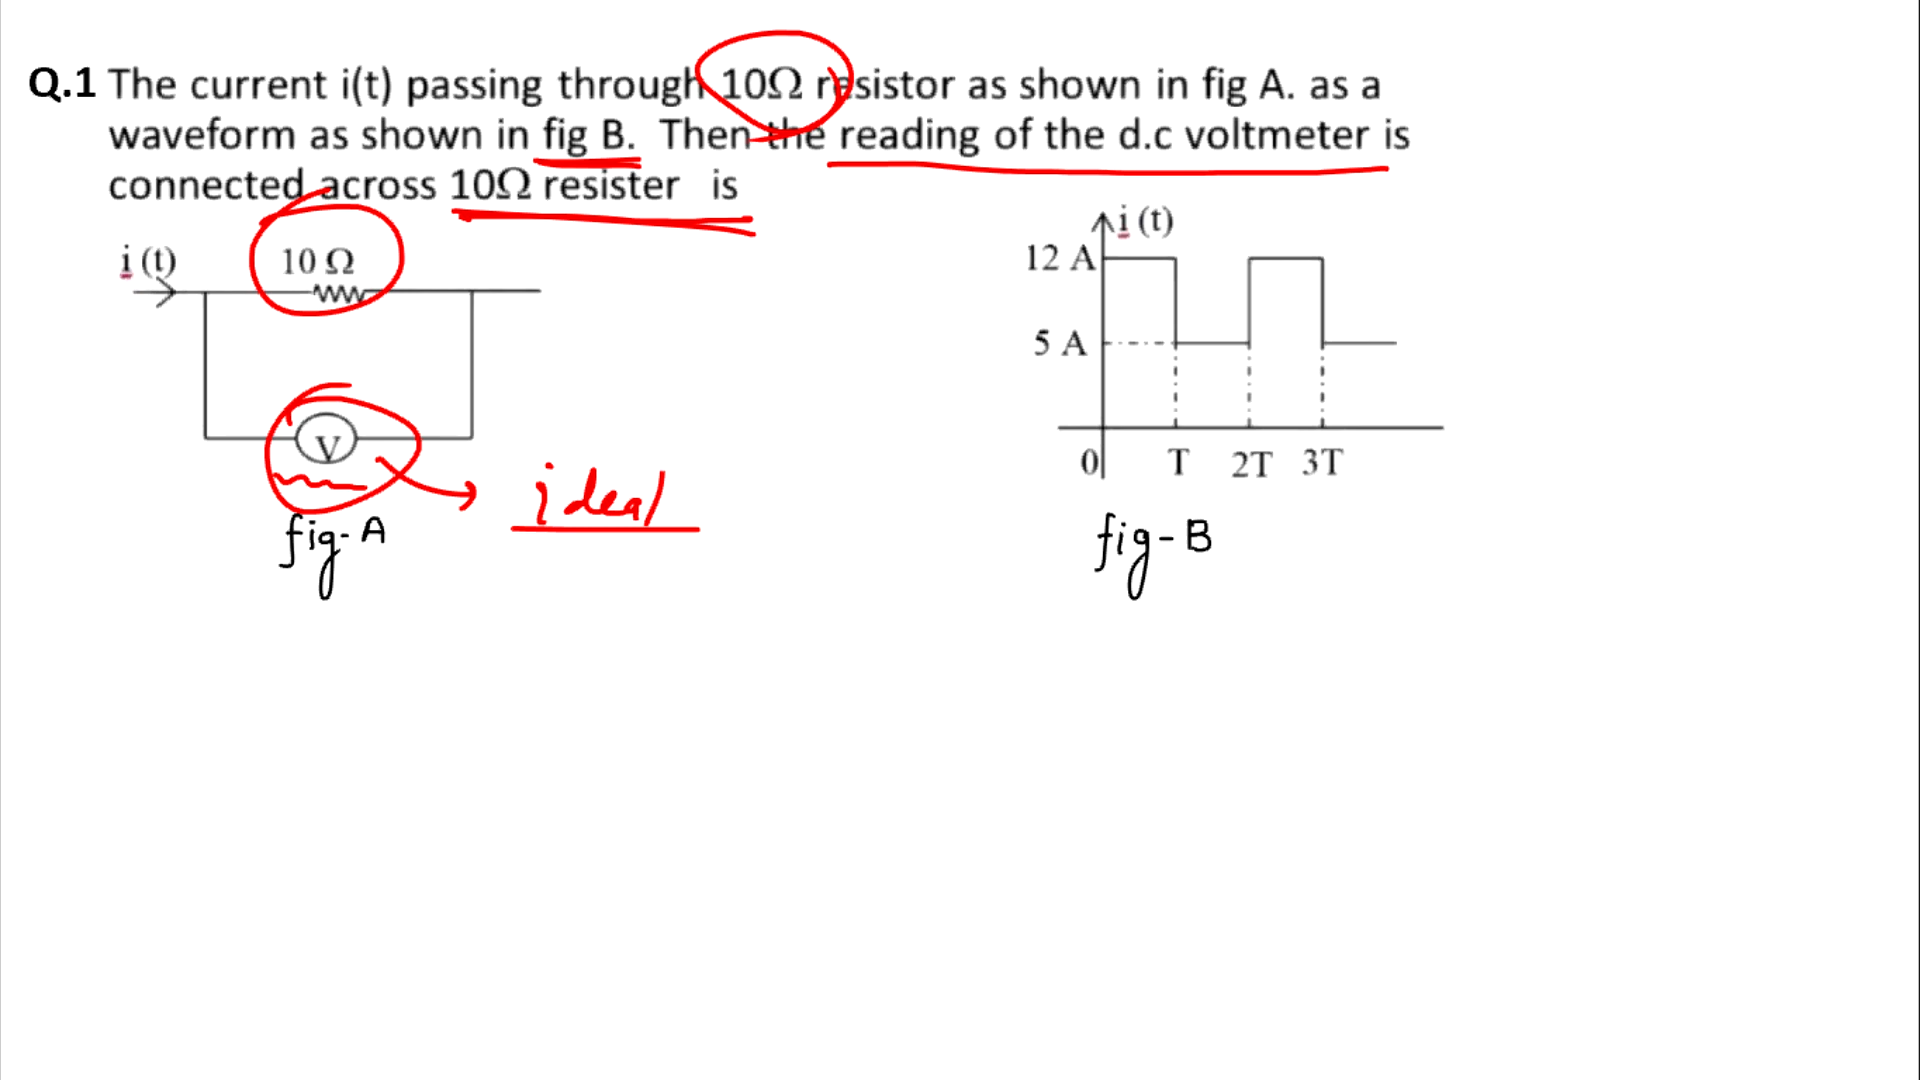 Q.1 The current i(t) passing through 10Ω resistor as shown in fig A. as a
waveform as shown in fig B. Then the reading of the d.c voltmeter is
connected across 10Ω resister is
i (t)
10 Ω
V
ideal
fig-A
i (t)
12 A
5 A
0 T 2T 3T
fig-B